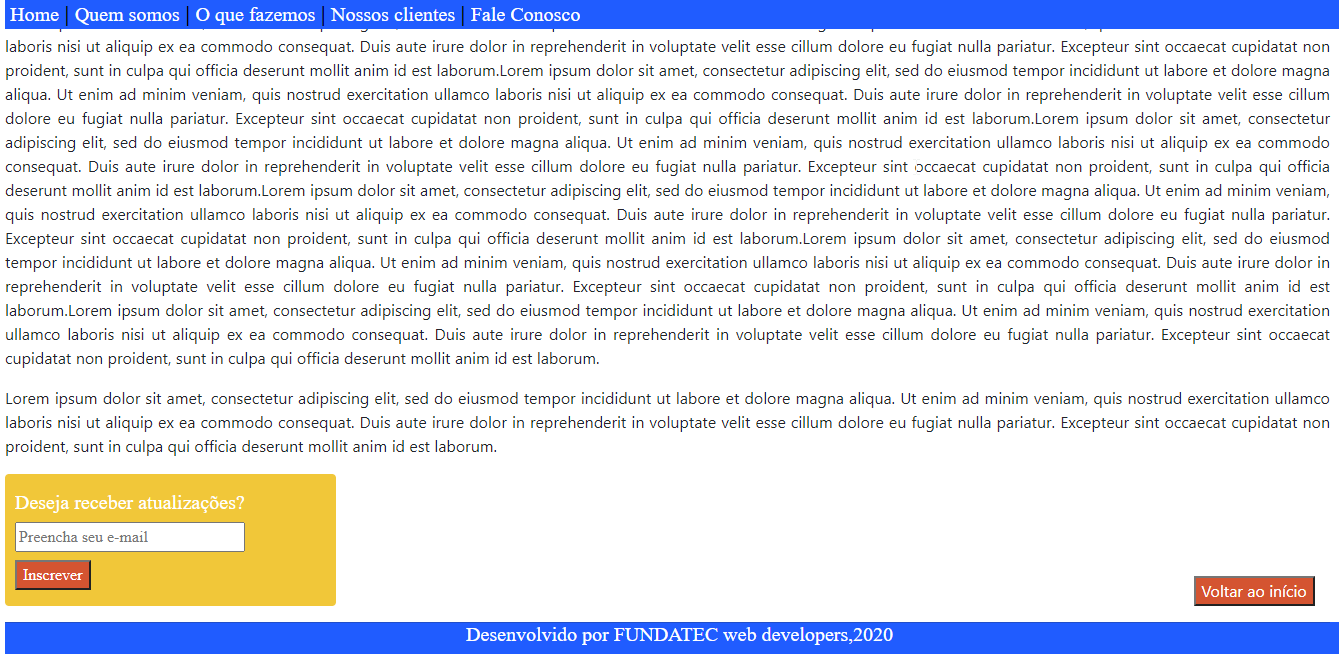 Home | Quem somos | O que fazemos | Nossos clientes | Fale Conosco
laboris nisi ut aliquip ex ea commodo consequat. Duis aute irure dolor in reprehenderit in voluptate velit esse cillum dolore eu fugiat nulla pariatur. Excepteur sint occaecat cupidatat non
proident, sunt in culpa qui officia deserunt mollit anim id est laborum.Lorem ipsum dolor sit amet, consectetur adipiscing elit, sed do eiusmod tempor incididunt ut labore et dolore magna
aliqua. Ut enim ad minim veniam, quis nostrud exercitation ullamco laboris nisi ut aliquip ex ea commodo consequat. Duis aute irure dolor in reprehenderit in voluptate velit esse cillum
dolore eu fugiat nulla pariatur. Excepteur sint occaecat cupidatat non proident, sunt in culpa qui officia deserunt mollit anim id est laborum.Lorem ipsum dolor sit amet, consectetur
adipiscing elit, sed do eiusmod tempor incididunt ut labore et dolore magna aliqua. Ut enim ad minim veniam, quis nostrud exercitation ullamco laboris nisi ut aliquip ex ea commodo
consequat. Duis aute irure dolor in reprehenderit in voluptate velit esse cillum dolore eu fugiat nulla pariatur. Excepteur sint occaecat cupidatat non proident, sunt in culpa qui officia
deserunt mollit anim id est laborum.Lorem ipsum dolor sit amet, consectetur adipiscing elit, sed do eiusmod tempor incididunt ut labore et dolore magna aliqua. Ut enim ad minim veniam,
quis nostrud exercitation ullamco laboris nisi ut aliquip ex ea commodo consequat. Duis aute irure dolor in reprehenderit in voluptate velit esse cillum dolore eu fugiat nulla pariatur.
Excepteur sint occaecat cupidatat non proident, sunt in culpa qui officia deserunt mollit anim id est laborum.Lorem ipsum dolor sit amet, consectetur adipiscing elit, sed do eiusmod
tempor incididunt ut labore et dolore magna aliqua. Ut enim ad minim veniam, quis nostrud exercitation ullamco laboris nisi ut aliquip ex ea commodo consequat. Duis aute irure dolor in
reprehenderit in voluptate velit esse cillum dolore eu fugiat nulla pariatur. Excepteur sint occaecat cupidatat non proident, sunt in culpa qui officia deserunt mollit anim id est
laborum.Lorem ipsum dolor sit amet, consectetur adipiscing elit, sed do eiusmod tempor incididunt ut labore et dolore magna aliqua. Ut enim ad minim veniam, quis nostrud exercitation
ullamco laboris nisi ut aliquip ex ea commodo consequat. Duis aute irure dolor in reprehenderit in voluptate velit esse cillum dolore eu fugiat nulla pariatur. Excepteur sint occaecat
cupidatat non proident, sunt in culpa qui officia deserunt mollit anim id est laborum.
Lorem ipsum dolor sit amet, consectetur adipiscing elit, sed do eiusmod tempor incididunt ut labore et dolore magna aliqua. Ut enim ad minim veniam, quis nostrud exercitation ullamco
laboris nisi ut aliquip ex ea commodo consequat. Duis aute irure dolor in reprehenderit in voluptate velit esse cillum dolore eu fugiat nulla pariatur. Excepteur sint occaecat cupidatat non
proident, sunt in culpa qui officia deserunt mollit anim id est laborum.
Deseja receber atualizações?
Preencha seu e-mail
Inscrever
Voltar ao início
Desenvolvido por FUNDATEC web developers,2020